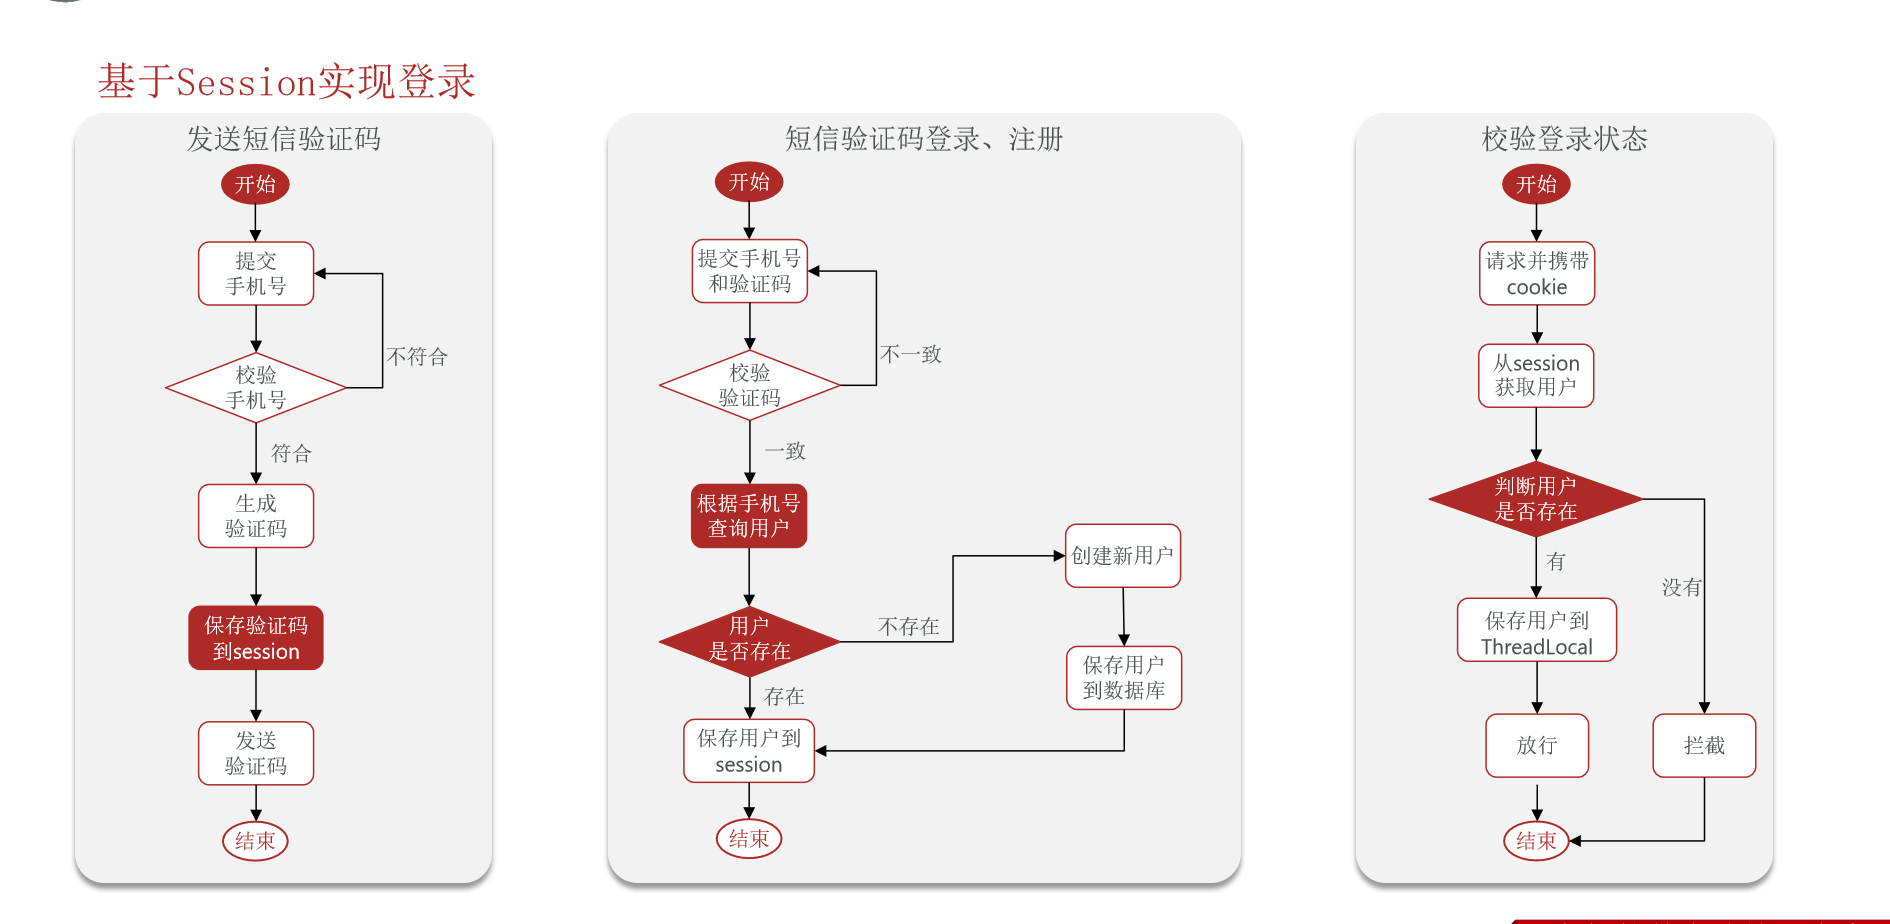 基于Session实现登录
发送短信验证码
开始
提交
手机号
不符合
校验
手机号
符合
生成
验证码
保存验证码
到session
发送
验证码
结束
短信验证码登录、注册
开始
提交手机号
和验证码
不一致
校验
验证码
一致
根据手机号
查询用户
用户
是否存在
不存在
创建新用户
保存用户
到数据库
存在
保存用户到
session
结束
校验登录状态
开始
请求并携带
cookie
从session
获取用户
判断用户
是否存在
有
没有
保存用户到
ThreadLocal
放行
拦截
结束